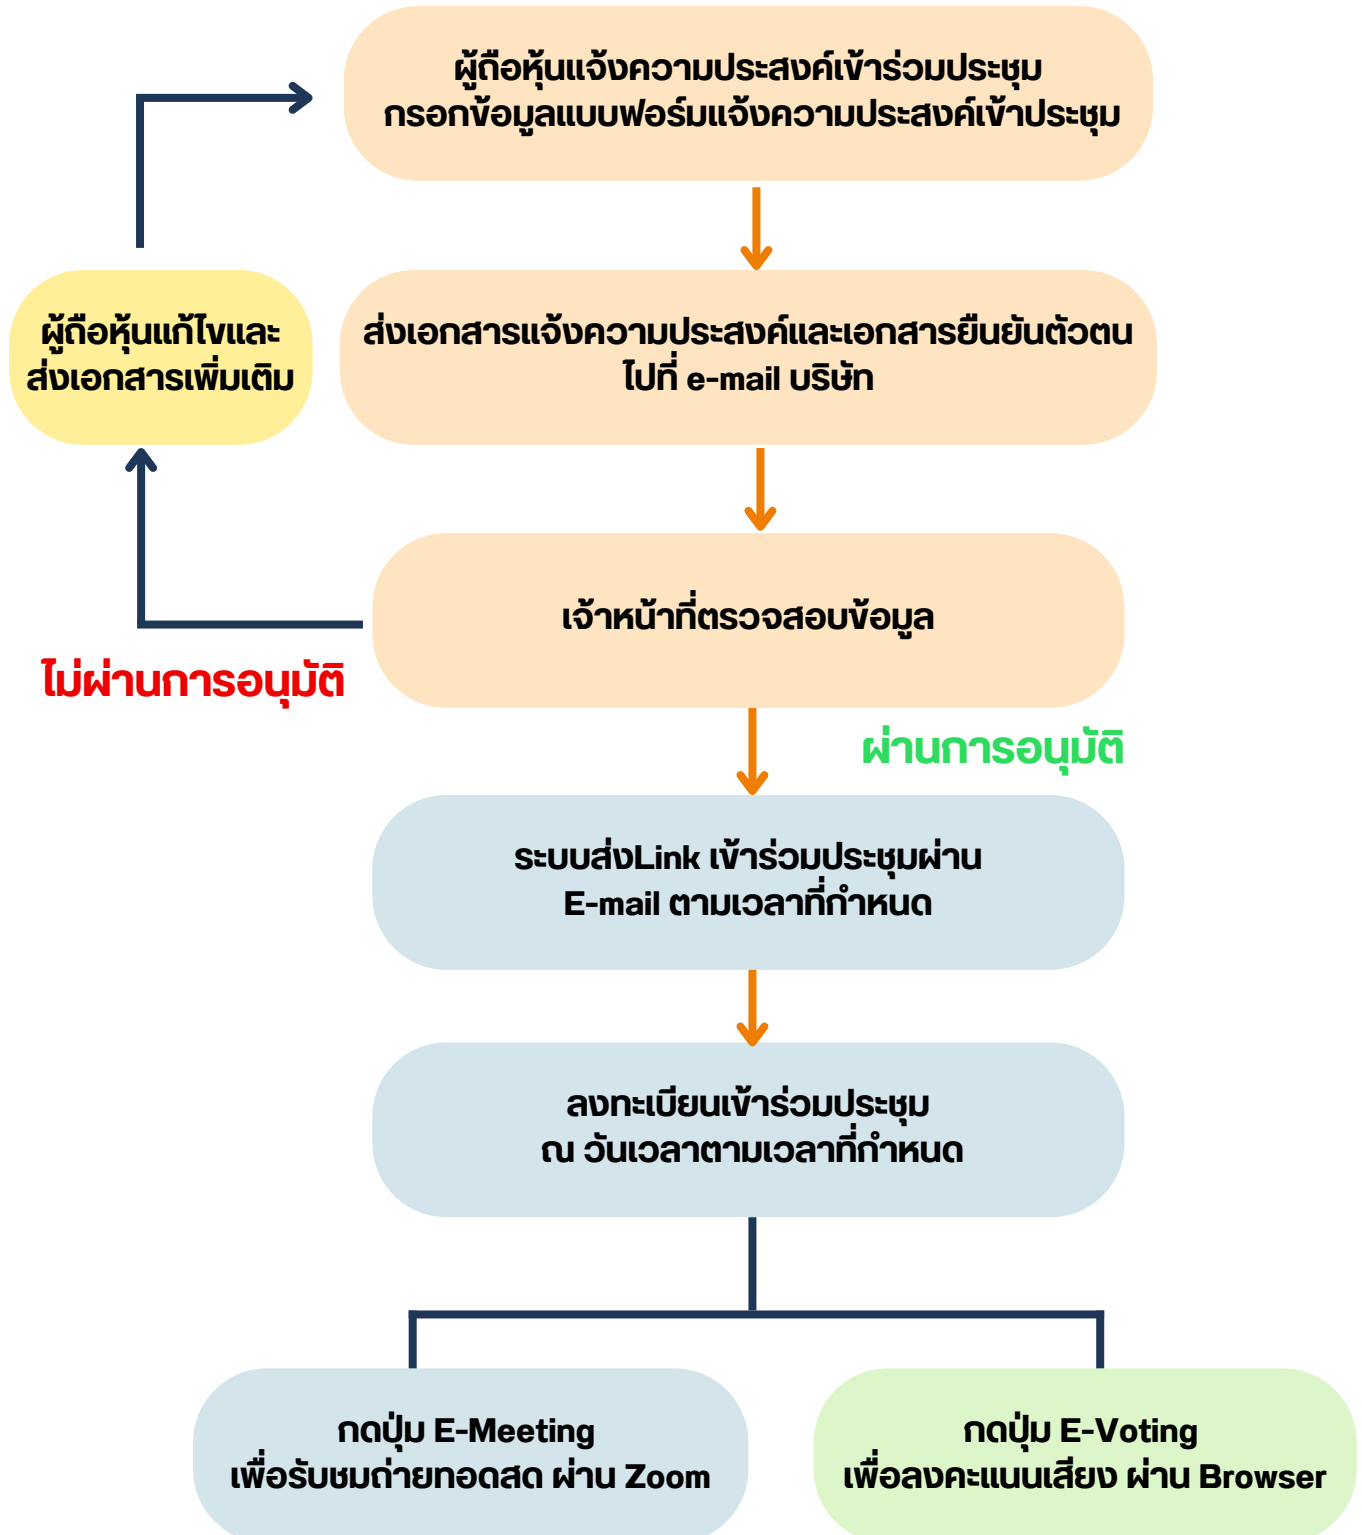 ผู้ถือหุ้นแจ้งความประสงค์เข้าร่วมประชุม
กรอกข้อมูลแบบฟอร์มแจ้งความประสงค์เข้าประชุม
ผู้ถือหุ้นแก้ไขและ
ส่งเอกสารเพิ่มเติม
ส่งเอกสารแจ้งความประสงค์และเอกสารยืนยันตัวตน
ไปที่ e-mail บริษัท
เจ้าหน้าที่ตรวจสอบข้อมูล
ไม่ผ่านการอนุมัติ
ผ่านการอนุมัติ
ระบบส่งLink เข้าร่วมประชุมผ่าน
E-mail ตามเวลาที่กำหนด
ลงทะเบียนเข้าร่วมประชุม
ณ วันเวลาตามเวลาที่กำหนด
กดปุ่ม E-Meeting
เพื่อรับชมถ่ายทอดสด ผ่าน Zoom
กดปุ่ม E-Voting
เพื่อลงคะแนนเสียง ผ่าน Browser